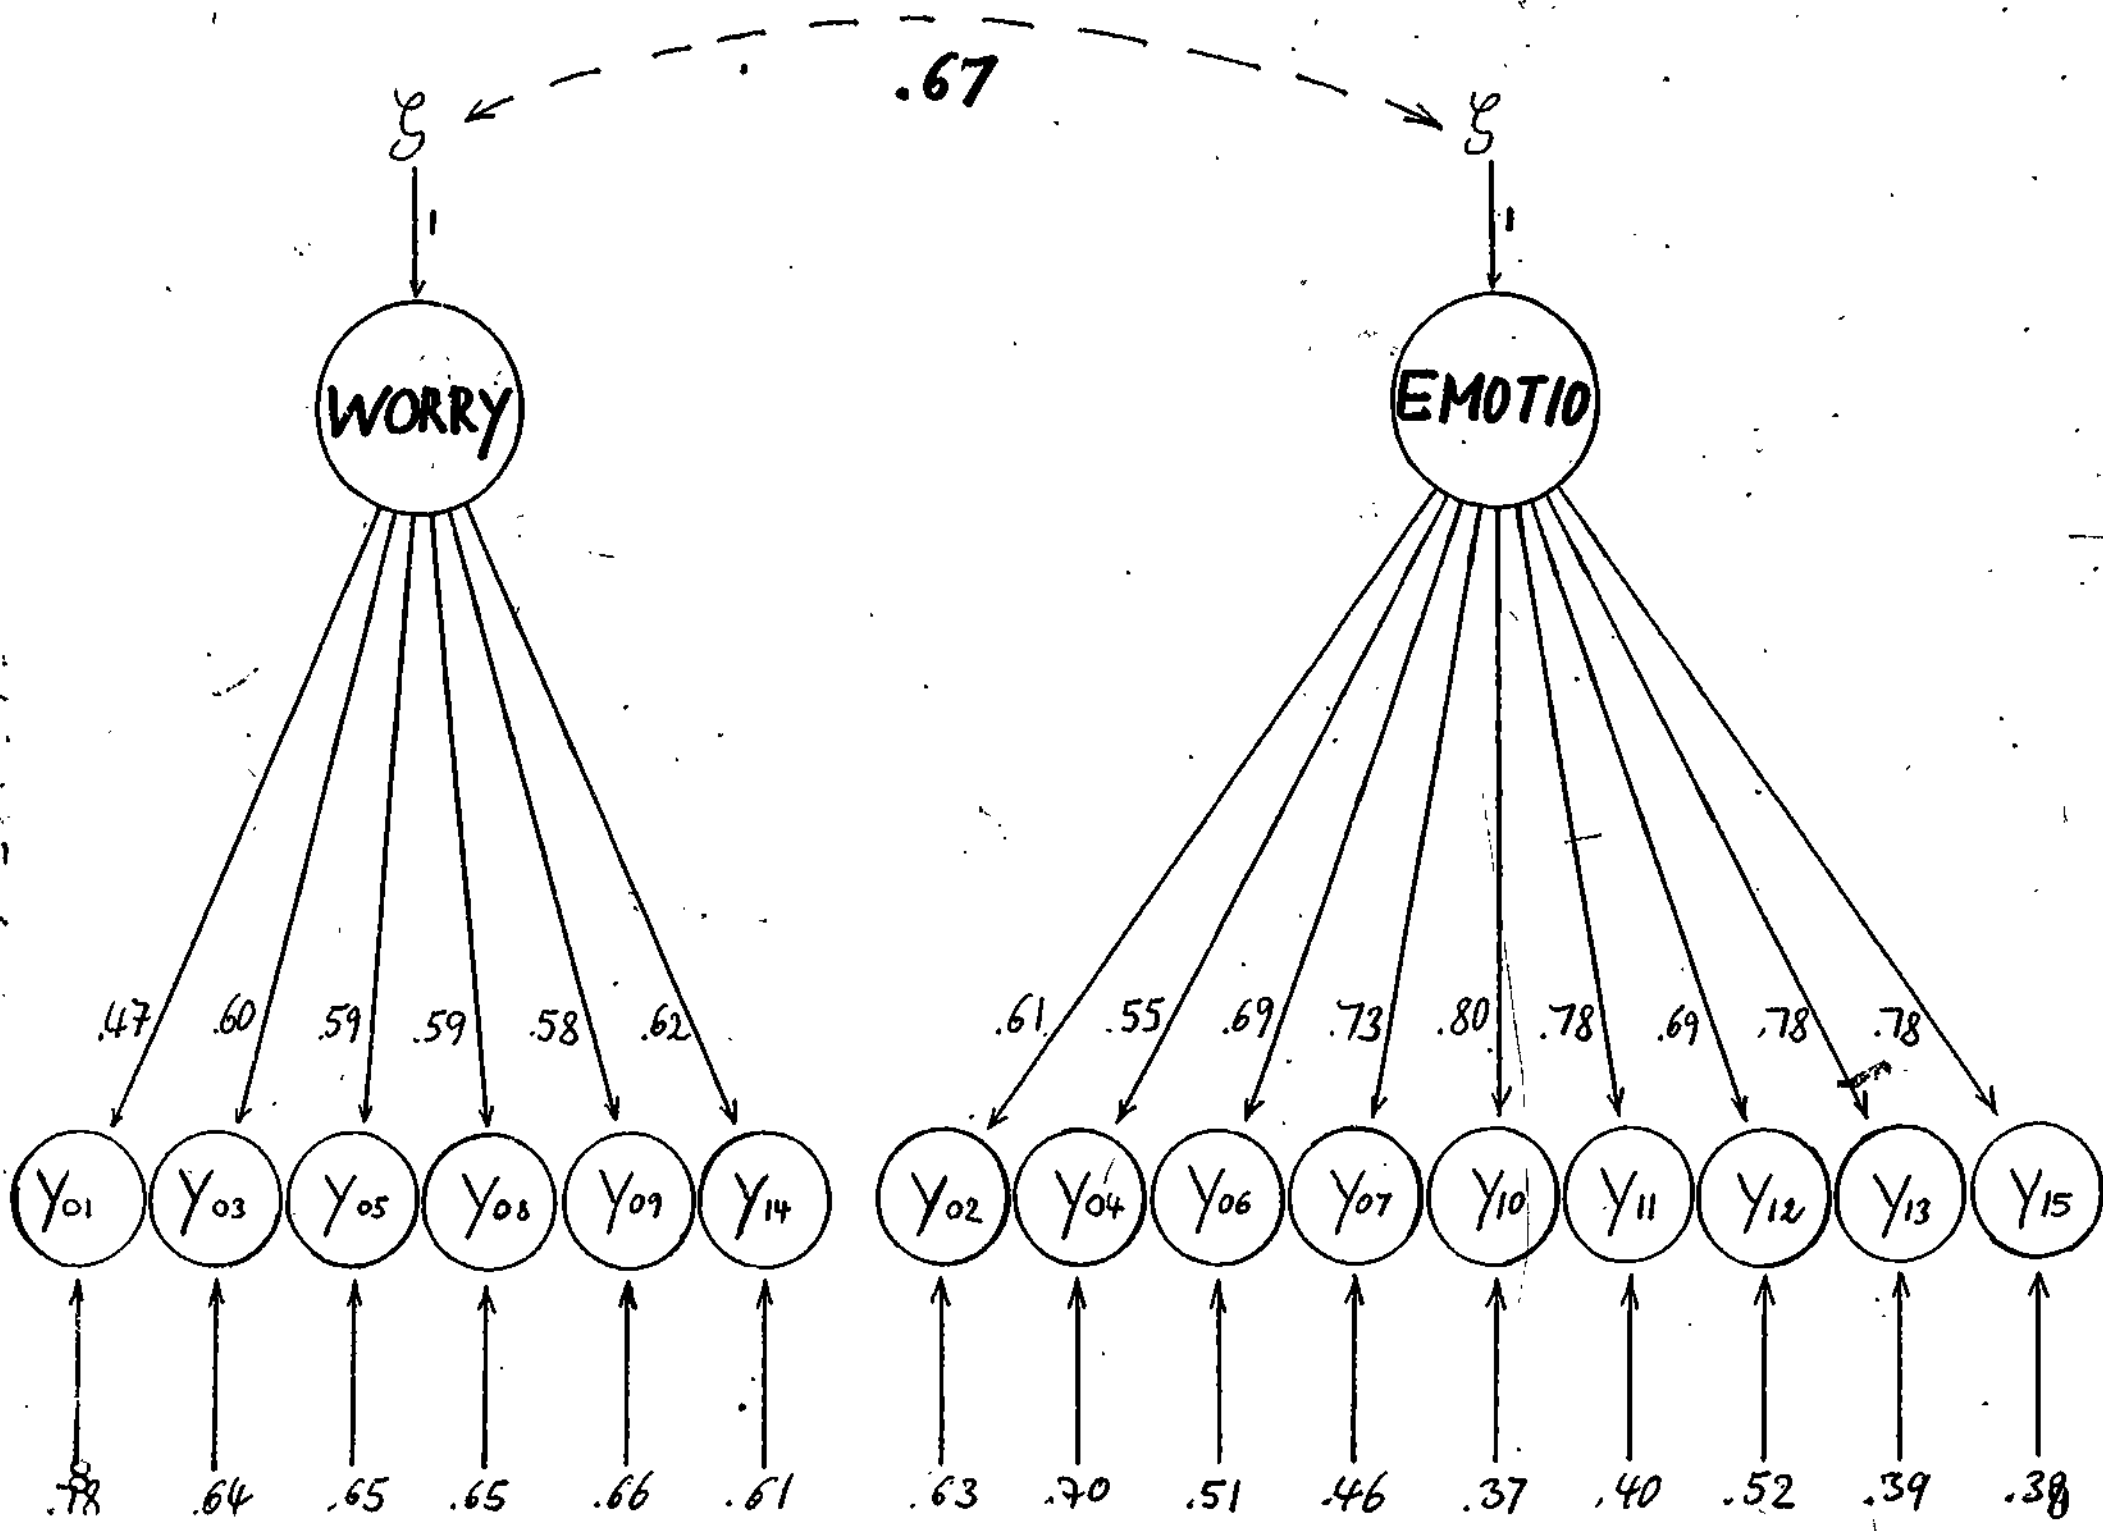 .67
ζ ζ
1 1
WORRY EMOTIO
.47 .60 .59 .59 .58 .62 .61 .55 .69 .73 .80 .78 .69 .78 .78
Y01 Y03 Y05 Y08 Y09 Y14 Y02 Y04 Y06 Y07 Y10 Y11 Y12 Y13 Y15
.78 .64 .65 .65 .66 .61 .63 .70 .51 .46 .37 .40 .52 .39 .38